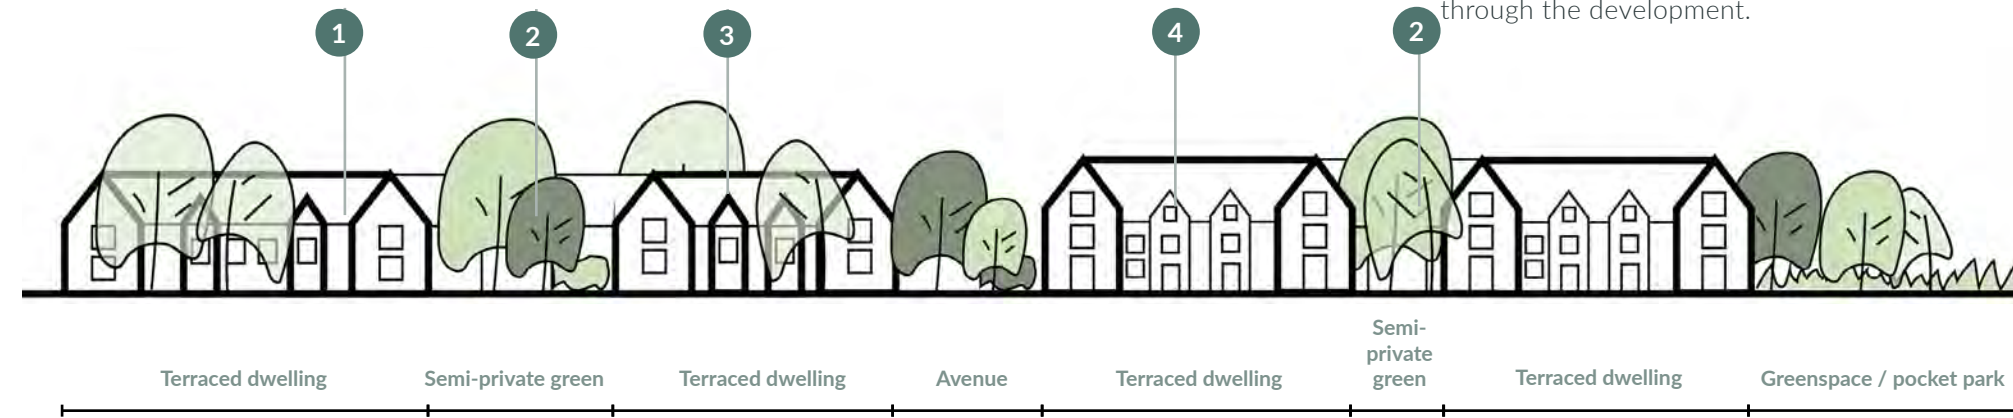 through the development.
1
2
3
4
2
Terraced dwelling
Semi-private green
Terraced dwelling
Avenue
Terraced dwelling
Semi-
private
green
Terraced dwelling
Greenspace / pocket park